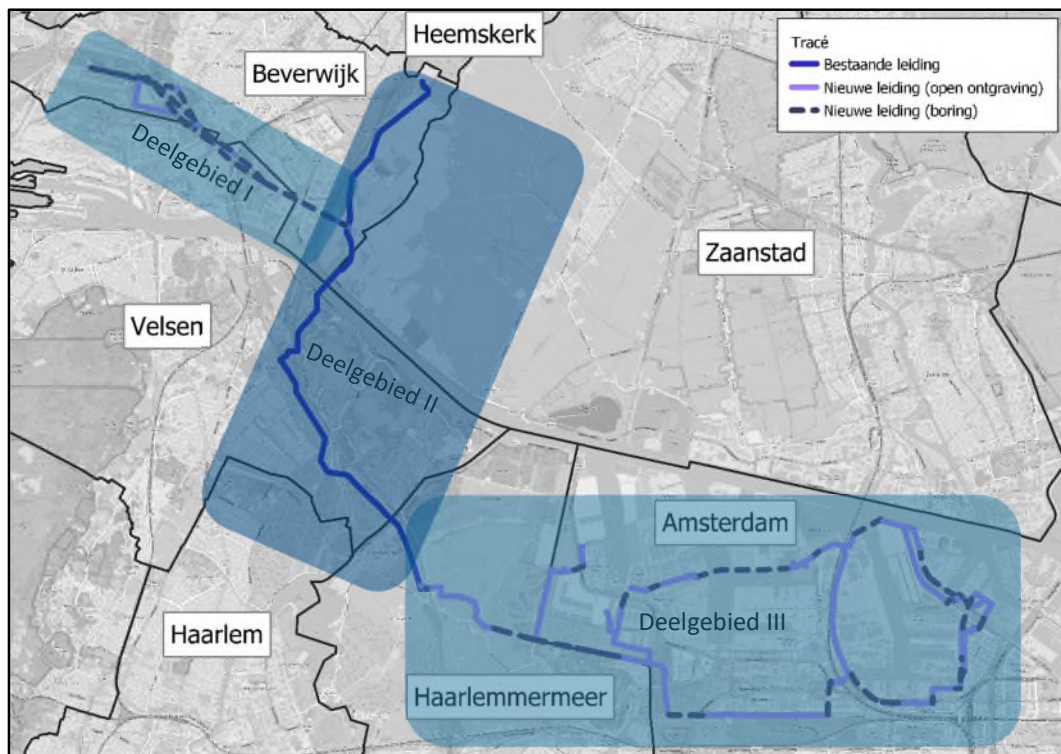 Heemskerk
Beverwijk
Tracé
Bestaande leiding
Nieuwe leiding (open ontgraving)
Nieuwe leiding (boring)
Deelgebied I
Zaanstad
Velsen
Deelgebied II
Amsterdam
Deelgebied III
Haarlem
Haarlemmermeer